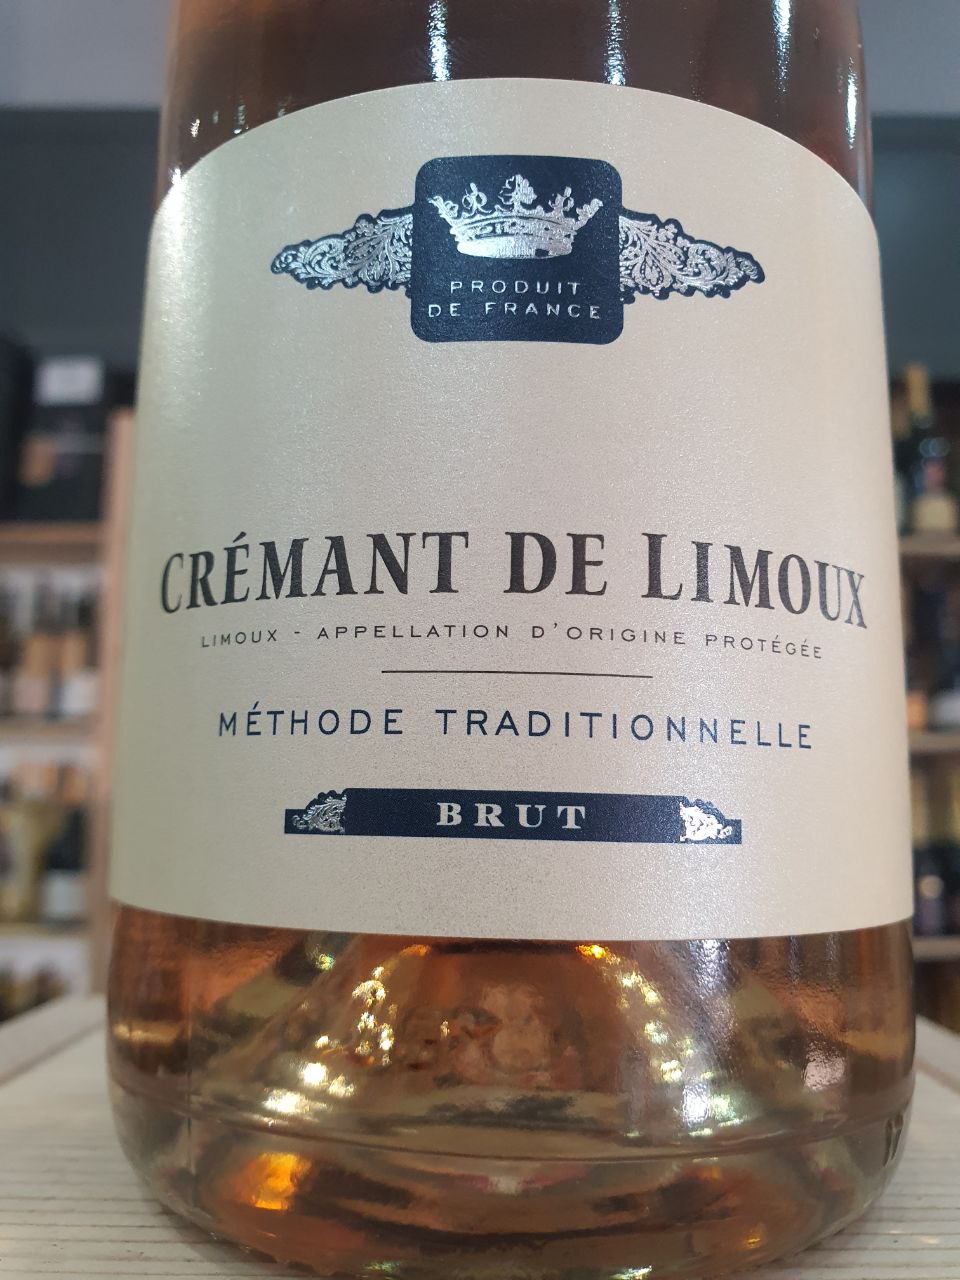 PRODUIT
DE FRANCE
CRÉMANT DE LIMOUX
LIMOUX - APPELLATION D'ORIGINE PROTÉGÉE
MÉTHODE TRADITIONNELLE
BRUT